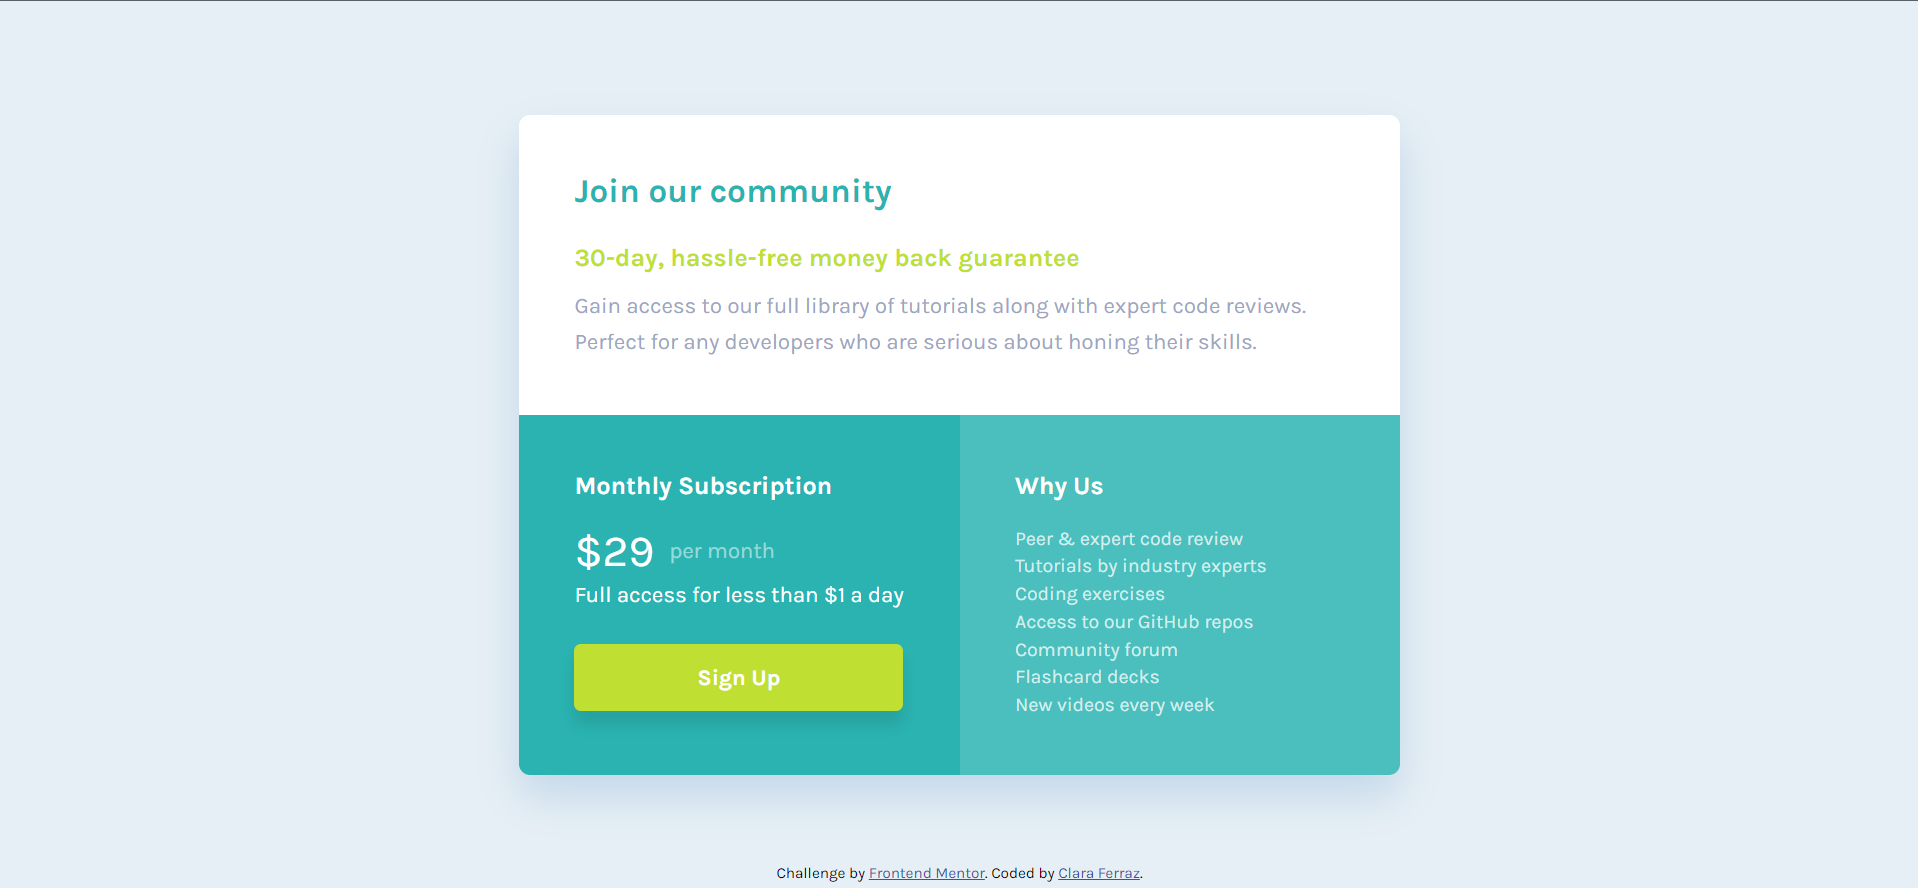 Join our community
30-day, hassle-free money back guarantee
Gain access to our full library of tutorials along with expert code reviews.
Perfect for any developers who are serious about honing their skills.
Monthly Subscription
$29 per month
Full access for less than $1 a day
Sign Up
Why Us
Peer & expert code review
Tutorials by industry experts
Coding exercises
Access to our GitHub repos
Community forum
Flashcard decks
New videos every week
Challenge by Frontend Mentor. Coded by Clara Ferraz.